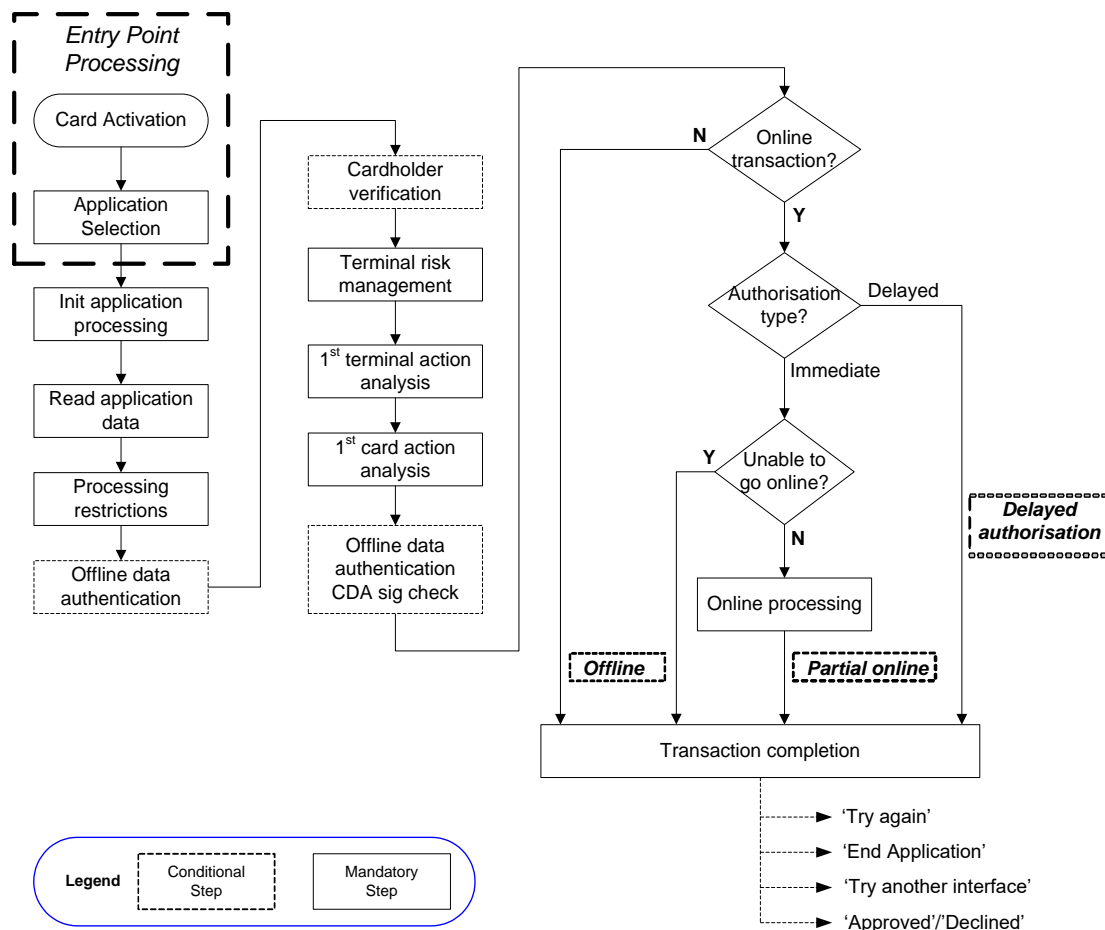 Entry Point
Processing
Card Activation
Application
Selection
Init application
processing
Read application
data
Processing
restrictions
Offline data
authentication
Cardholder
verification
Terminal risk
management
1st terminal action
analysis
1st card action
analysis
Offline data
authentication
CDA sig check
Online
transaction?
N
Y
Authorisation
type?
Delayed
Immediate
Unable to
go online?
Y
N
Delayed
authorisation
Online processing
Offline
Partial online
Transaction completion
‘Try again’
‘End Application’
‘Try another interface’
‘Approved’/’Declined’
Legend
Conditional
Step
Mandatory
Step